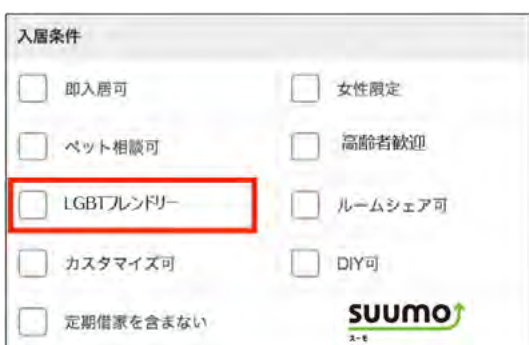 入居条件
即入居可
女性限定
ペット相談可
高齢者歓迎
LGBTフレンドリー
ルームシェア可
カスタマイズ可
DIY可
定期借家を含まない
SUUMO
スーモ